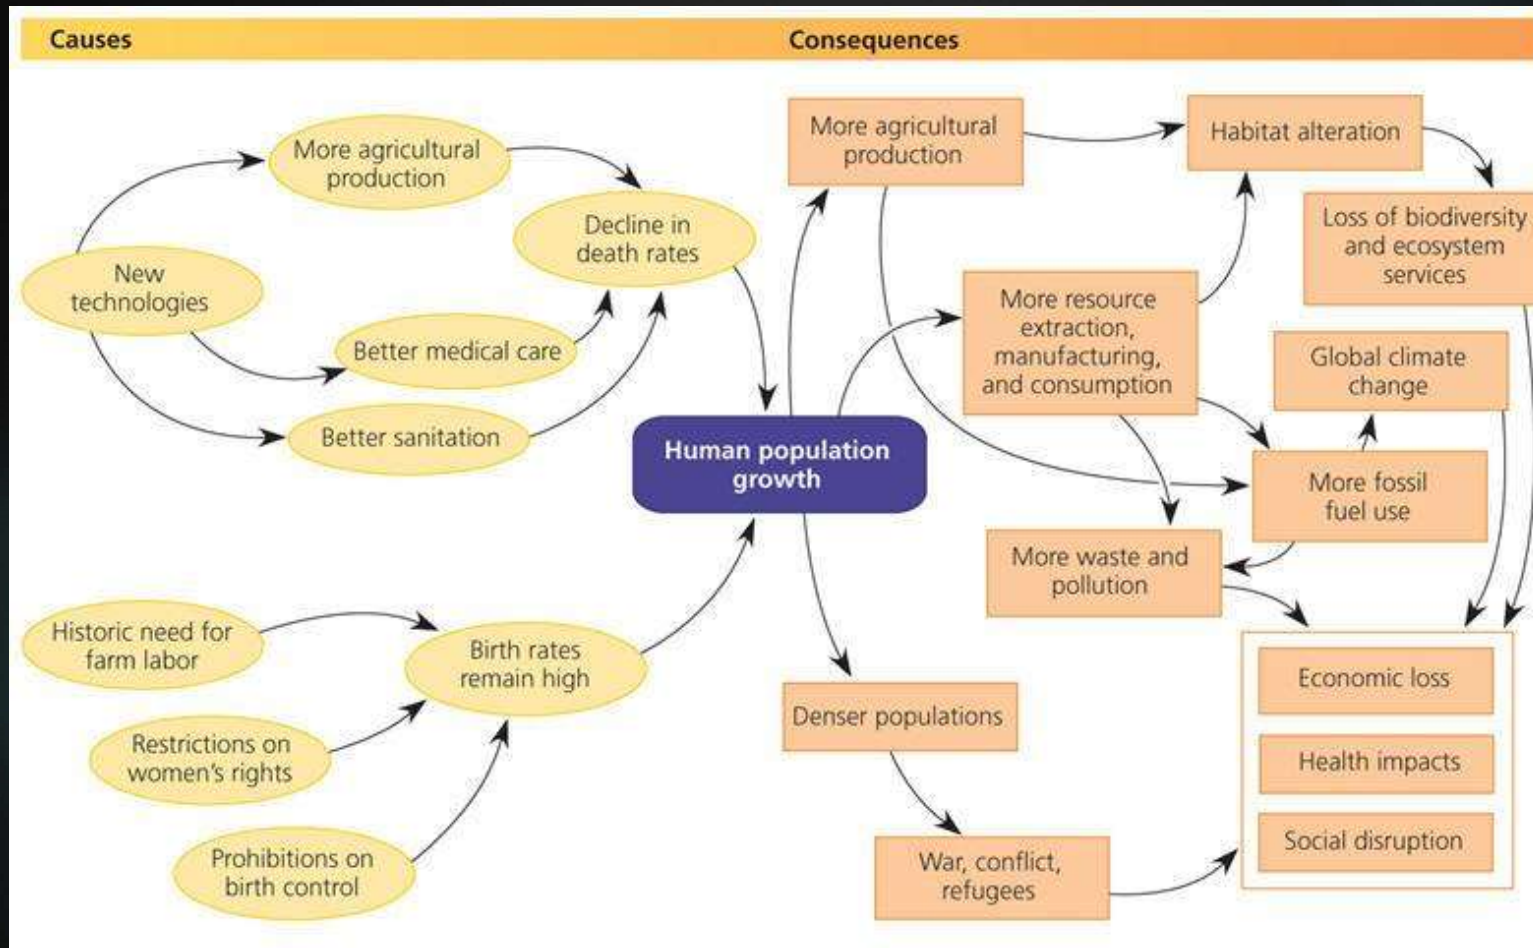 Causes
Consequences
More agricultural
production
Decline in
death rates
New
technologies
Better medical care
Better sanitation
Human population
growth
Historic need for
farm labor
Birth rates
remain high
Restrictions on
women's rights
Prohibitions on
birth control
More agricultural
production
Habitat alteration
Loss of biodiversity
and ecosystem
services
More resource
extraction,
manufacturing,
and consumption
Global climate
change
More fossil
fuel use
More waste and
pollution
Denser populations
War, conflict,
refugees
Economic loss
Health impacts
Social disruption